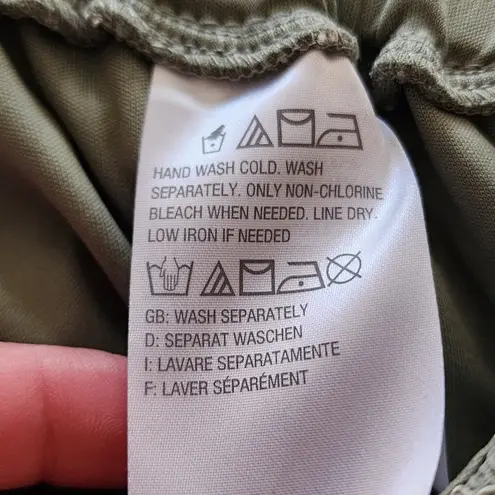 HAND WASH COLD. WASH
SEPARATELY. ONLY NON-CHLORINE
BLEACH WHEN NEEDED. LINE DRY.
LOW IRON IF NEEDED
GB: WASH SEPARATELY
D: SEPARAT WASCHEN
I: LAVARE SEPARATAMENTE
F: LAVER SÉPARÉMENT